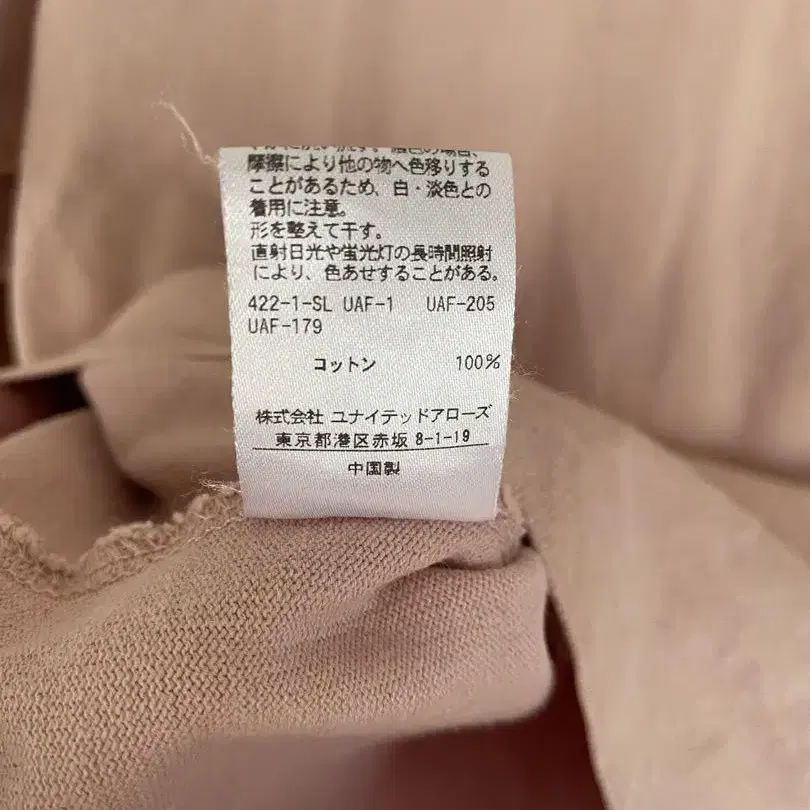 摩擦により他の物へ色移りする
ことがあるため、白・淡色との
着用に注意。
形を整えて干す。
直射日光や蛍光灯の長時間照射
により、色あせすることがある。
422-1-SL UAF-1 UAF-205
UAF-179
コットン 100%
株式会社 ユナイテッドアローズ
東京都港区赤坂 8-1-19
中国製